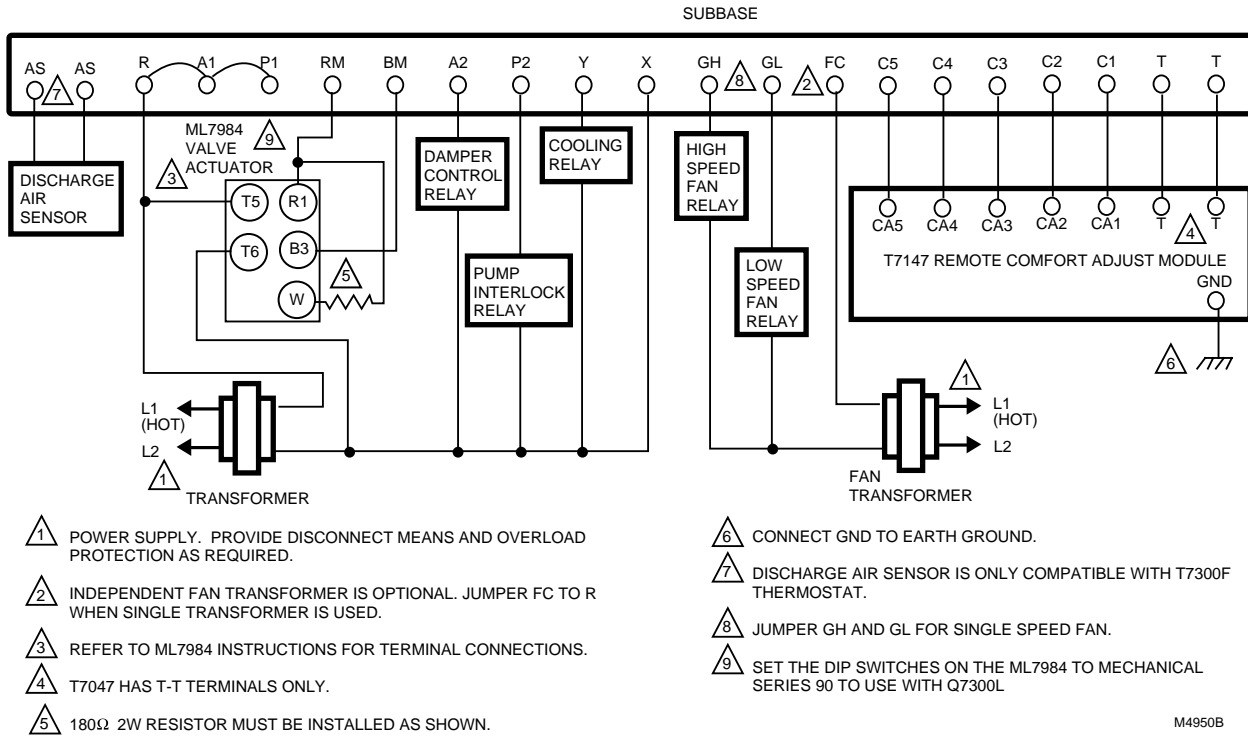 SUBBASE
AS AS R A1 P1 RM BM A2 P2 Y X GH GL FC C5 C4 C3 C2 C1 T T
7
8
2
ML7984
VALVE
ACTUATOR
9
3
DISCHARGE
AIR
SENSOR
T5 R1
T6 B3
W
5
DAMPER
CONTROL
RELAY
PUMP
INTERLOCK
RELAY
COOLING
RELAY
HIGH
SPEED
FAN
RELAY
LOW
SPEED
FAN
RELAY
CA5 CA4 CA3 CA2 CA1 T T
4
T7147 REMOTE COMFORT ADJUST MODULE
GND
6
L1
(HOT)
L2
1
TRANSFORMER
1
L1
(HOT)
L2
FAN
TRANSFORMER
1 POWER SUPPLY. PROVIDE DISCONNECT MEANS AND OVERLOAD
PROTECTION AS REQUIRED.
2 INDEPENDENT FAN TRANSFORMER IS OPTIONAL. JUMPER FC TO R
WHEN SINGLE TRANSFORMER IS USED.
3 REFER TO ML7984 INSTRUCTIONS FOR TERMINAL CONNECTIONS.
4 T7047 HAS T-T TERMINALS ONLY.
5 180Ω 2W RESISTOR MUST BE INSTALLED AS SHOWN.
6 CONNECT GND TO EARTH GROUND.
7 DISCHARGE AIR SENSOR IS ONLY COMPATIBLE WITH T7300F
THERMOSTAT.
8 JUMPER GH AND GL FOR SINGLE SPEED FAN.
9 SET THE DIP SWITCHES ON THE ML7984 TO MECHANICAL
SERIES 90 TO USE WITH Q7300L
M4950B